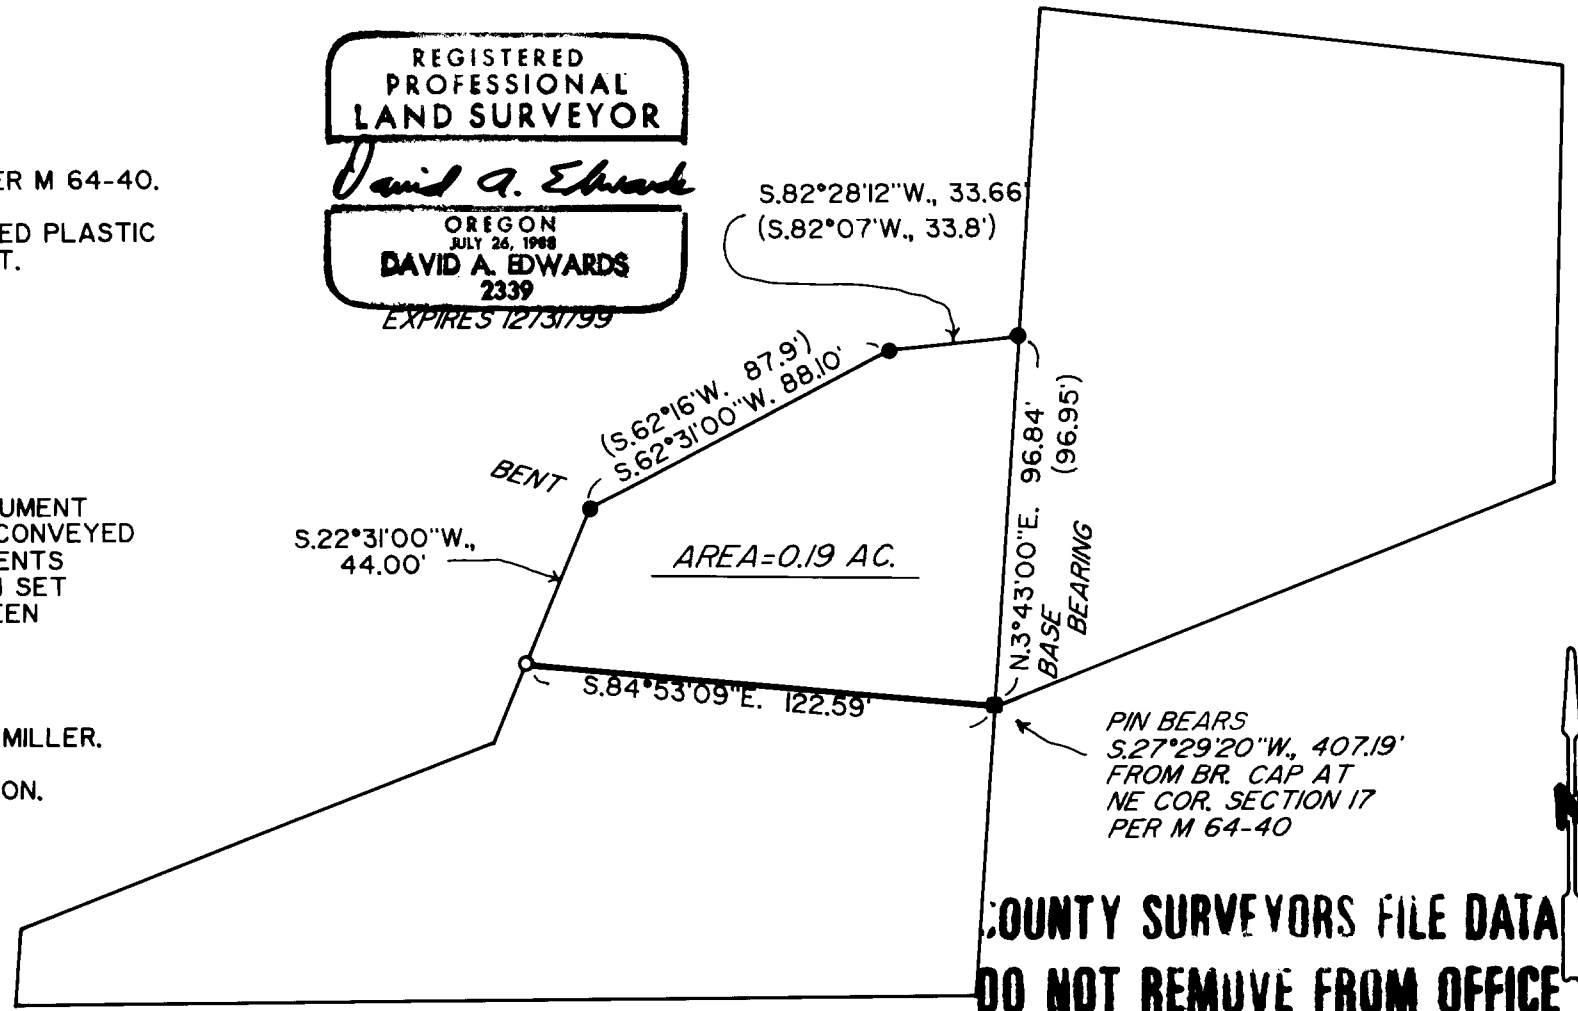 ER M 64-40.
ED PLASTIC
T.
UMENT
CONVEYED
ENTS
SET
EEN
MILLER.
ON.
REGISTERED
PROFESSIONAL
LAND SURVEYOR
David A. Edwards
OREGON
JULY 26, 1988
DAVID A. EDWARDS
2339
EXPIRES 12/31/99
S.82°28'12"W., 33.66'
(S.82°07'W., 33.8')
(S.62°16'W. 87.9')
S.62°31'00"W. 88.10'
BENT
S.22°31'00"W.,
44.00'
AREA=0.19 AC.
N.3°43'00"E. 96.84'
(96.95')
BASE
BEARING
S.84°53'09"E. 122.59'
PIN BEARS
S.27°29'20"W., 407.19'
FROM BR. CAP AT
NE COR. SECTION 17
PER M 64-40
N
COUNTY SURVEYORS FILE DATA
DO NOT REMOVE FROM OFFICE